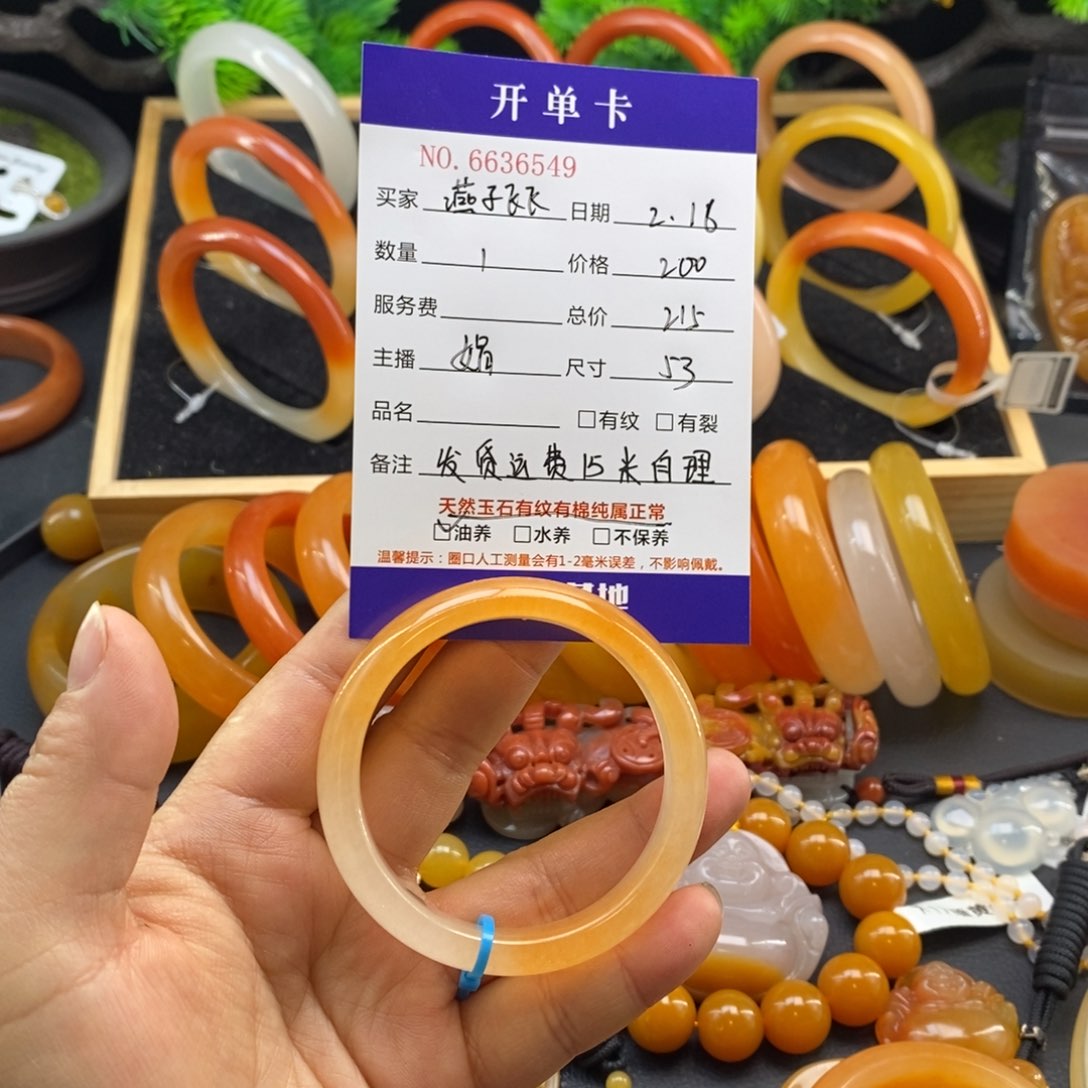 开单卡
NO. 6636549
买家 燕子飞飞 日期 2.16
数量 1 价格 200
服务费 总价 215
主播 娟 尺寸 53
品名 □有纹 □有裂
备注 发货运费15米自理
天然玉石有纹有棉纯属正常
☑油养 □水养 □不保养
温馨提示：圈口人工测量会有1-2毫米误差，不影响佩戴。
地